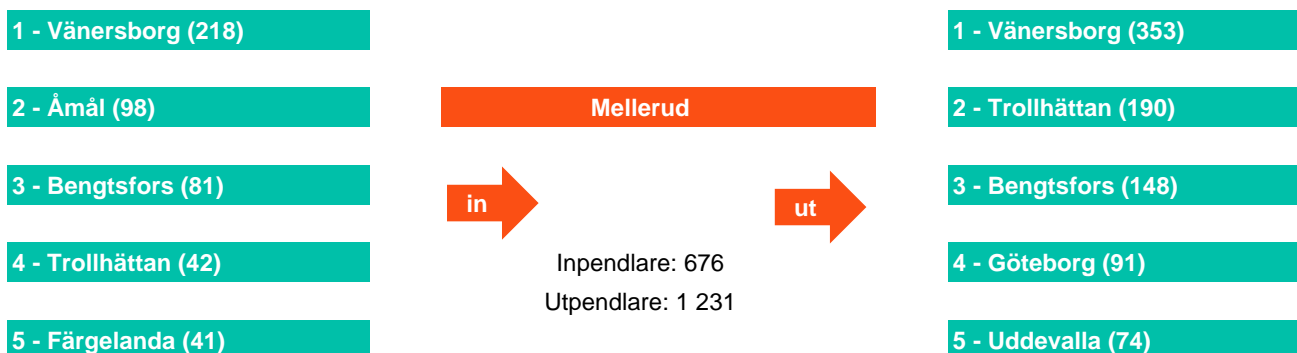 1 - Vänersborg (218)
2 - Åmål (98)
3 - Bengtsfors (81)
4 - Trollhättan (42)
5 - Färgelanda (41)
Mellerud
in
ut
Inpendlare: 676
Utpendlare: 1 231
1 - Vänersborg (353)
2 - Trollhättan (190)
3 - Bengtsfors (148)
4 - Göteborg (91)
5 - Uddevalla (74)